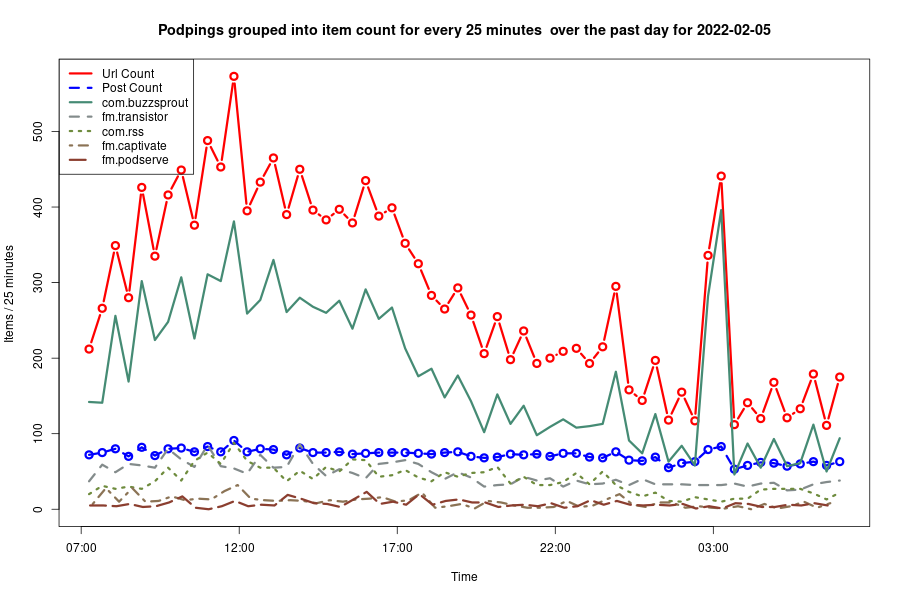 Podpings grouped into item count for every 25 minutes  over the past day for 2022-02-05
Url Count
Post Count
com.buzzsprout
fm.transistor
com.rss
fm.captivate
fm.podserve
Items / 25 minutes
500
400
300
200
100
0
07:00
12:00
17:00
22:00
03:00
Time